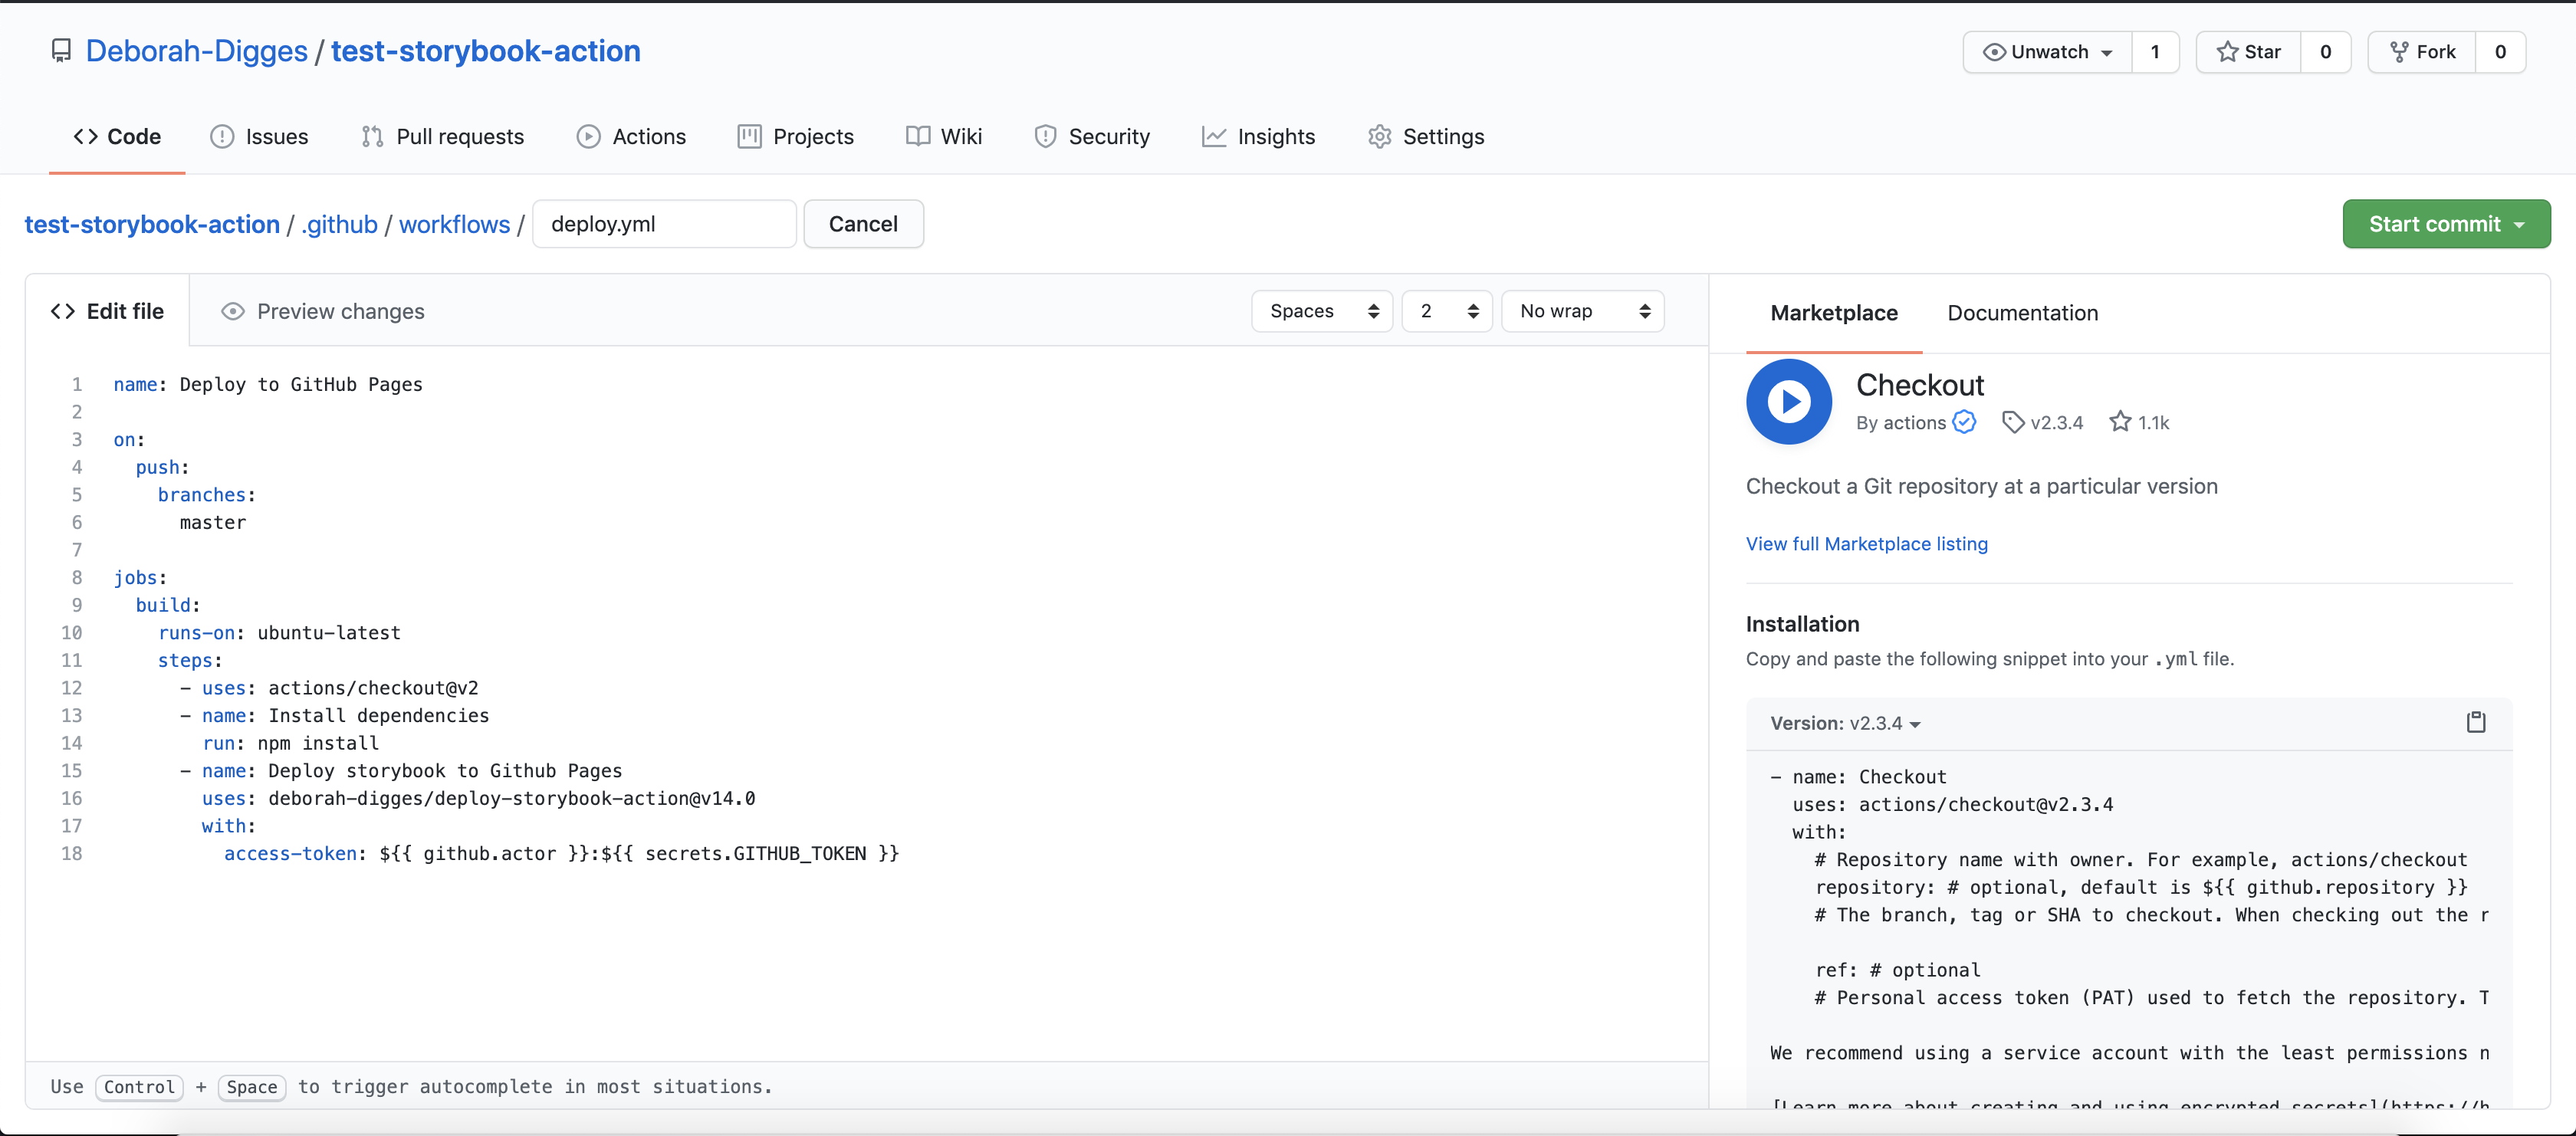 Deborah-Digges / test-storybook-action
Unwatch 1 Star 0 Fork 0
Code Issues Pull requests Actions Projects Wiki Security Insights Settings
test-storybook-action / .github / workflows / deploy.yml Cancel Start commit
Edit file Preview changes Spaces 2 No wrap
1 name: Deploy to GitHub Pages
2
3 on:
4 push:
5 branches:
6 master
7
8 jobs:
9 build:
10 runs-on: ubuntu-latest
11 steps:
12 - uses: actions/checkout@v2
13 - name: Install dependencies
14 run: npm install
15 - name: Deploy storybook to Github Pages
16 uses: deborah-digges/deploy-storybook-action@v14.0
17 with:
18 access-token: ${{ github.actor }}:${{ secrets.GITHUB_TOKEN }}
Use Control + Space to trigger autocomplete in most situations.
Marketplace Documentation
Checkout
By actions v2.3.4 1.1k
Checkout a Git repository at a particular version
View full Marketplace listing
Installation
Copy and paste the following snippet into your .yml file.
Version: v2.3.4
- name: Checkout
uses: actions/checkout@v2.3.4
with:
# Repository name with owner. For example, actions/checkout
repository: # optional, default is ${{ github.repository }}
# The branch, tag or SHA to checkout. When checking out the r
ref: # optional
# Personal access token (PAT) used to fetch the repository. T
We recommend using a service account with the least permissions n
[Learn more about creating and using encrypted secrets](https://h